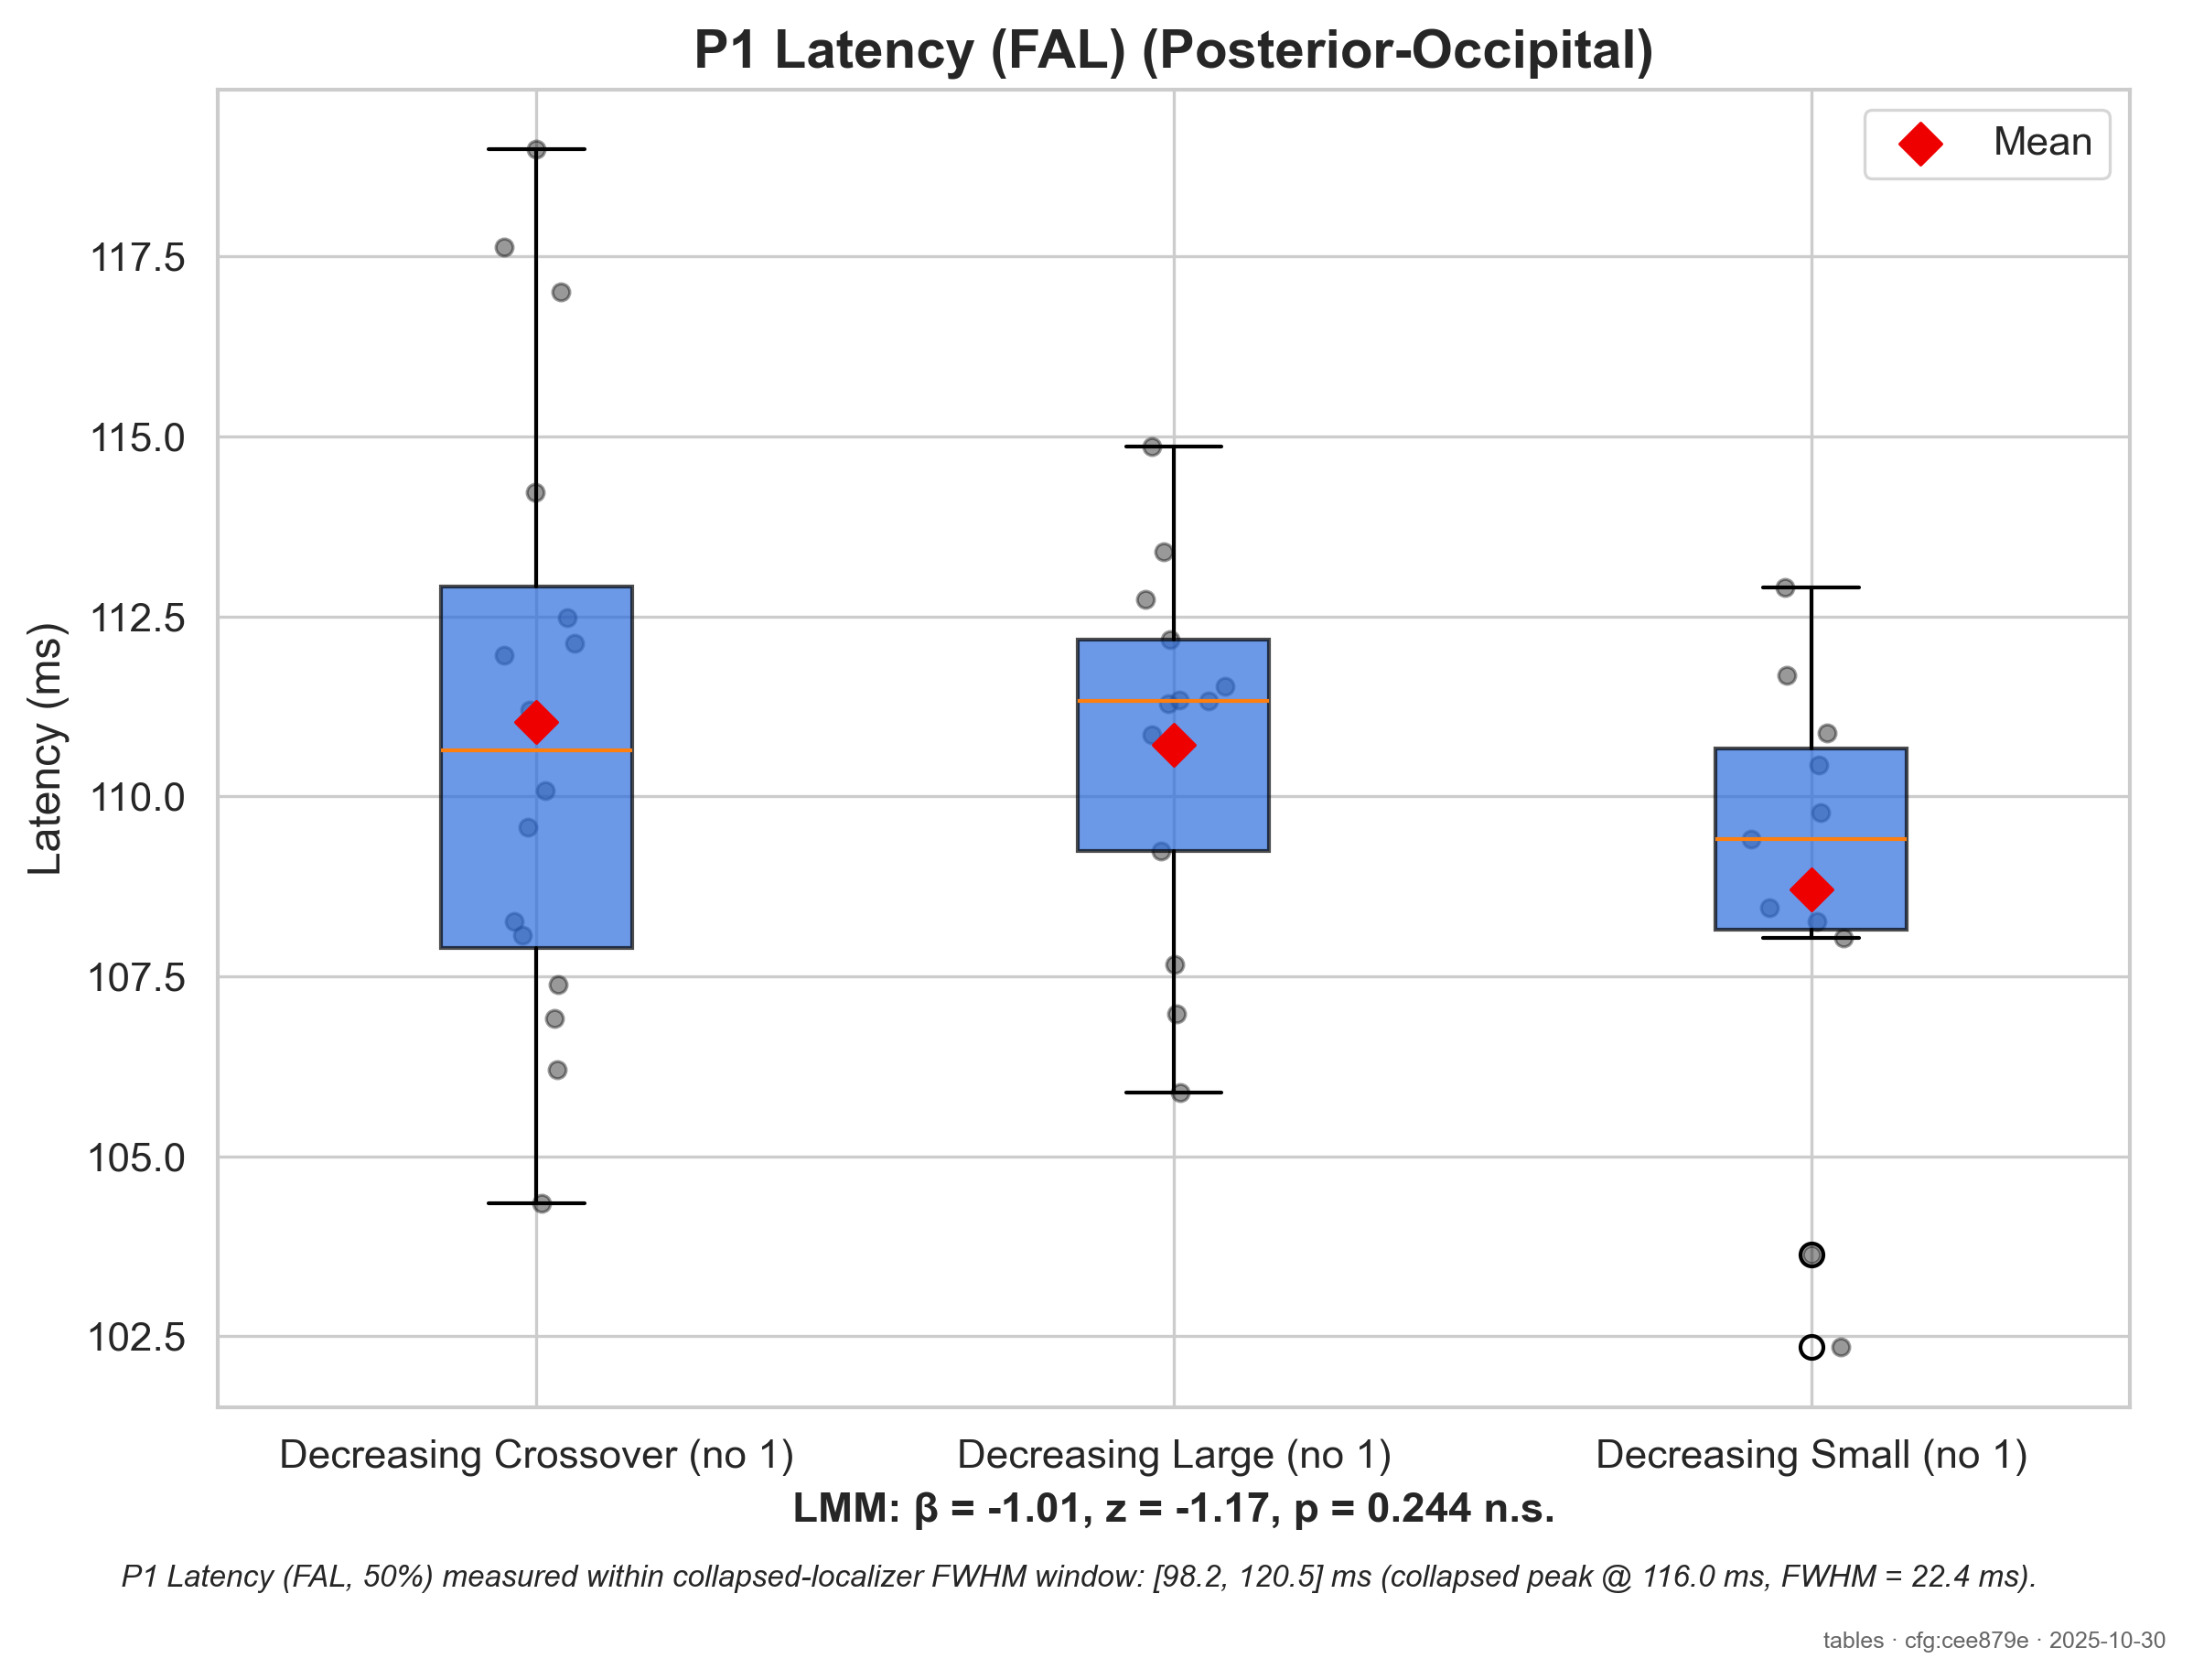 P1 Latency (FAL) (Posterior-Occipital)
Mean
Latency (ms)
117.5
115.0
112.5
110.0
107.5
105.0
102.5
Decreasing Crossover (no 1)
Decreasing Large (no 1)
Decreasing Small (no 1)
LMM: β = -1.01, z = -1.17, p = 0.244 n.s.
P1 Latency (FAL, 50%) measured within collapsed-localizer FWHM window: [98.2, 120.5] ms (collapsed peak @ 116.0 ms, FWHM = 22.4 ms).
tables · cfg:cee879e · 2025-10-30